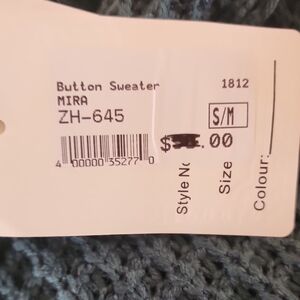 Button Sweater 1812
MIRA
ZH-645
S/M
.00
4 00000 35277 0
Style No
Size
Colour: